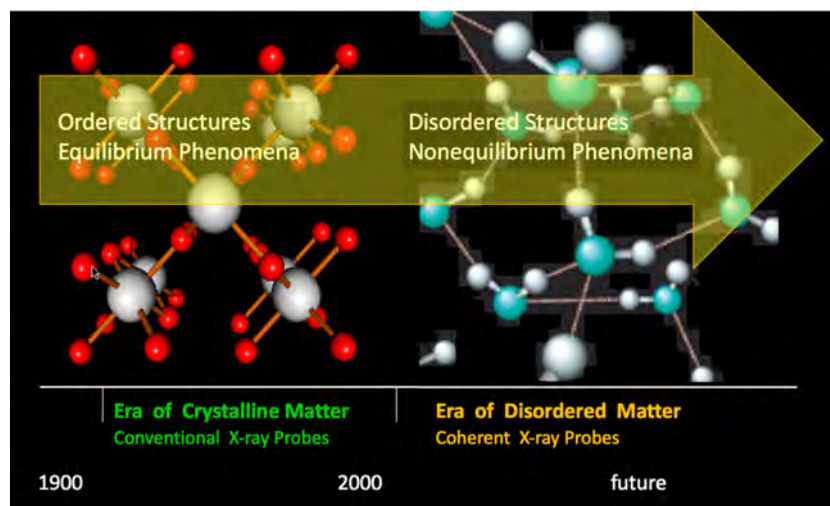 Ordered Structures
Equilibrium Phenomena
Disordered Structures
Nonequilibrium Phenomena
Era of Crystalline Matter
Conventional X-ray Probes
Era of Disordered Matter
Coherent X-ray Probes
1900
2000
future